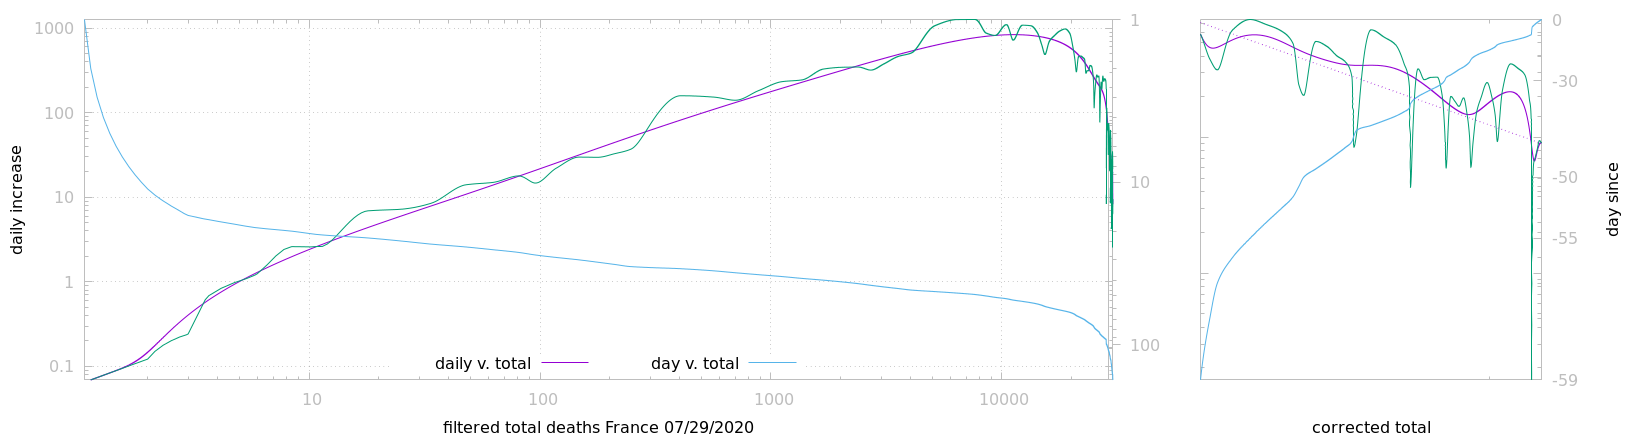 daily increase
1000
100
10
1
0.1
10
100
1000
10000
1
10
100
daily v. total
day v. total
filtered total deaths France 07/29/2020
0
-30
-50
-55
-59
day since
corrected total